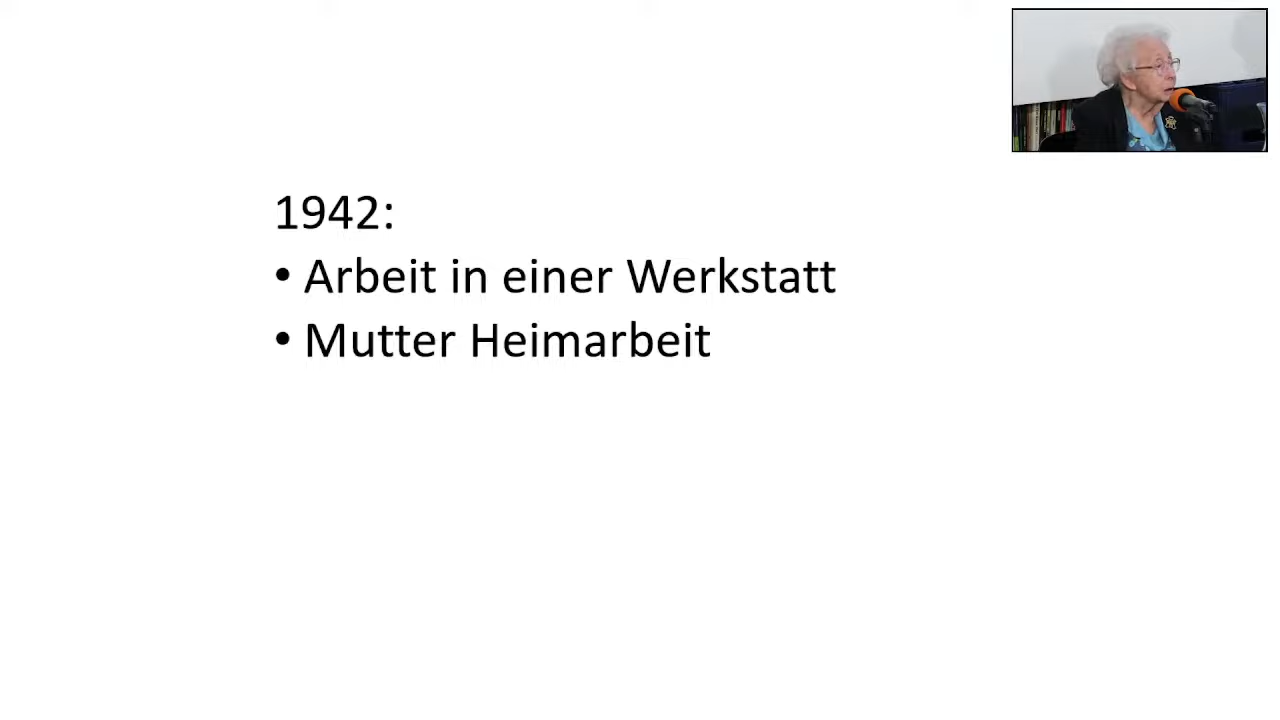 1942:
• Arbeit in einer Werkstatt
• Mutter Heimarbeit